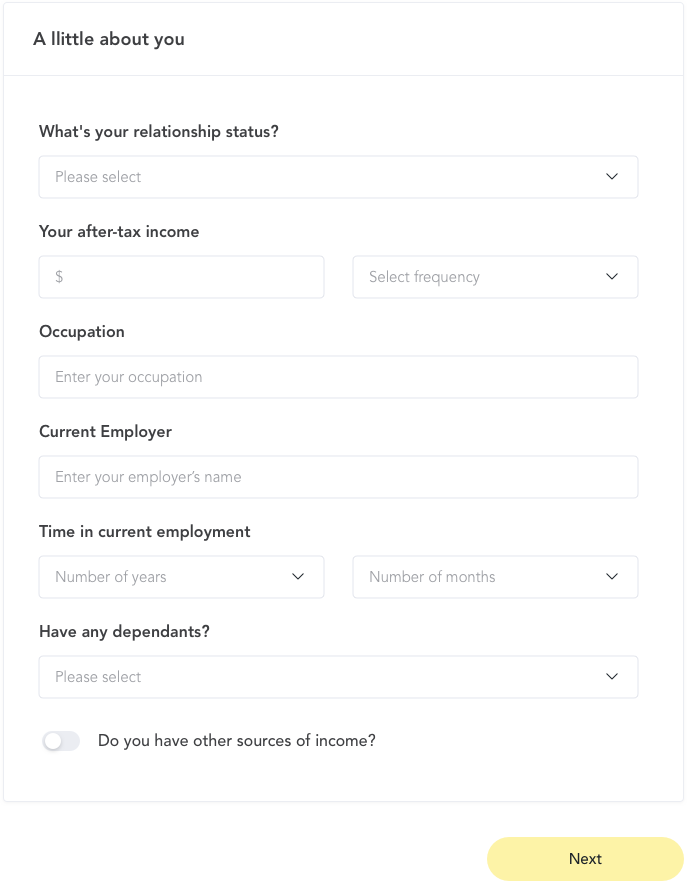 A llittle about you
What's your relationship status?
Please select
Your after-tax income
$
Select frequency
Occupation
Enter your occupation
Current Employer
Enter your employer’s name
Time in current employment
Number of years
Number of months
Have any dependants?
Please select
Do you have other sources of income?
Next